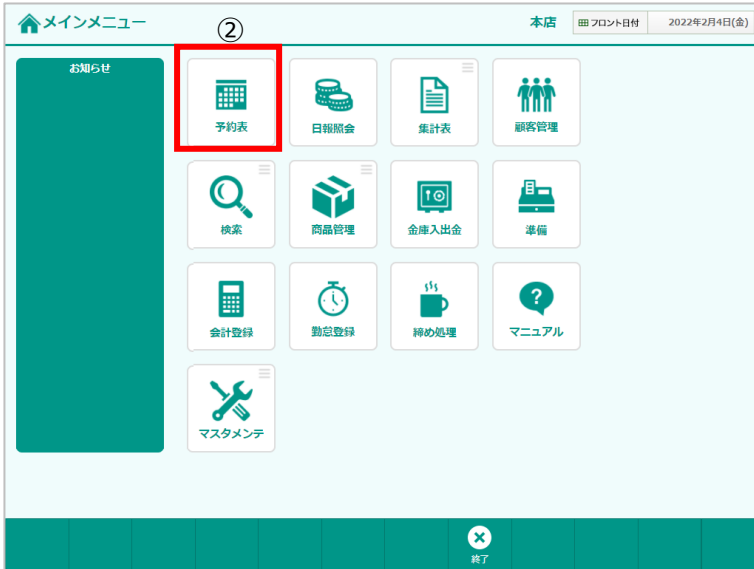 メインメニュー
②
本店
フロント日付
2022年2月4日(金)
お知らせ
予約表
日報照会
集計表
顧客管理
検索
商品管理
金庫入出金
準備
会計登録
勤怠登録
締め処理
?
マニュアル
マスタメンテ
終了